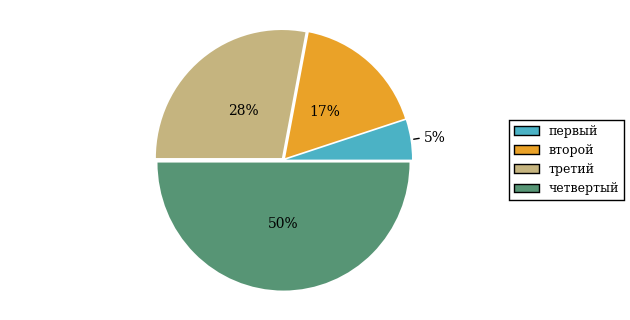 28%
17%
5%
50%
первый
второй
третий
четвертый